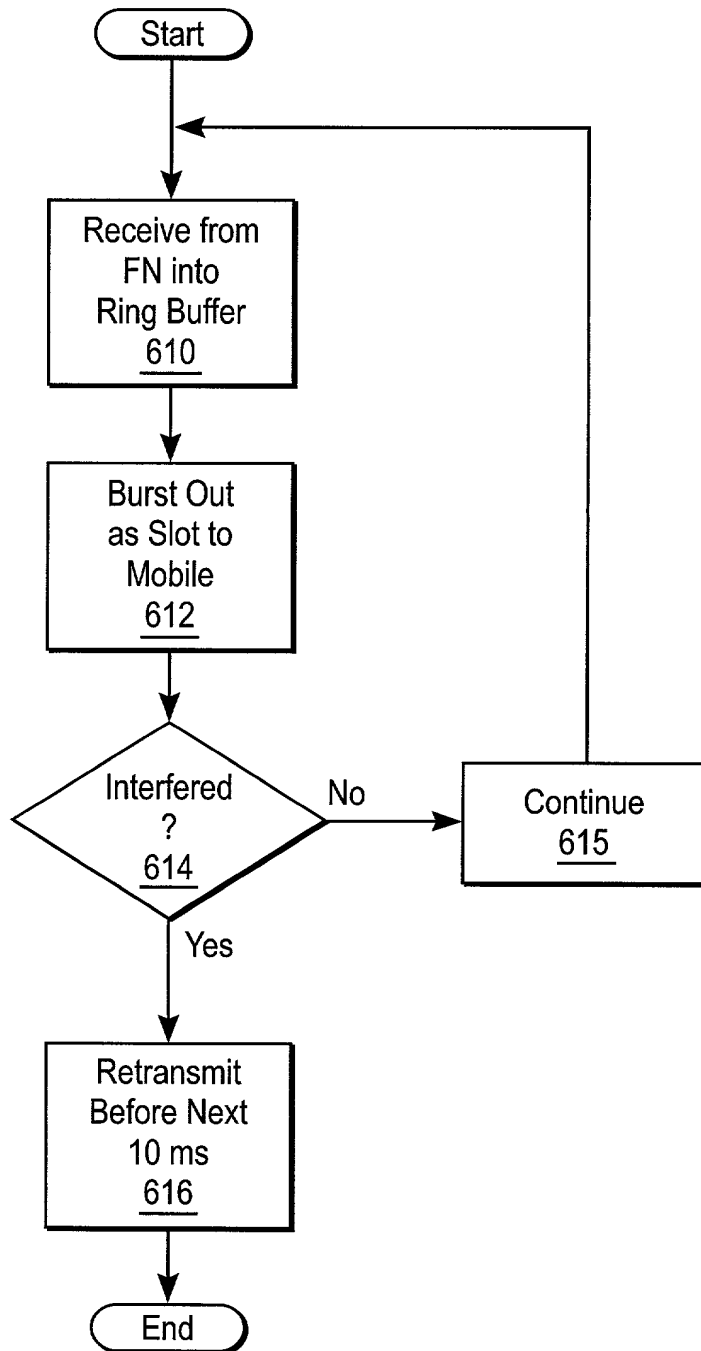 Start
Receive from
FN into
Ring Buffer
610
Burst Out
as Slot to
Mobile
612
Interfered
?
614
No
Continue
615
Yes
Retransmit
Before Next
10 ms
616
End